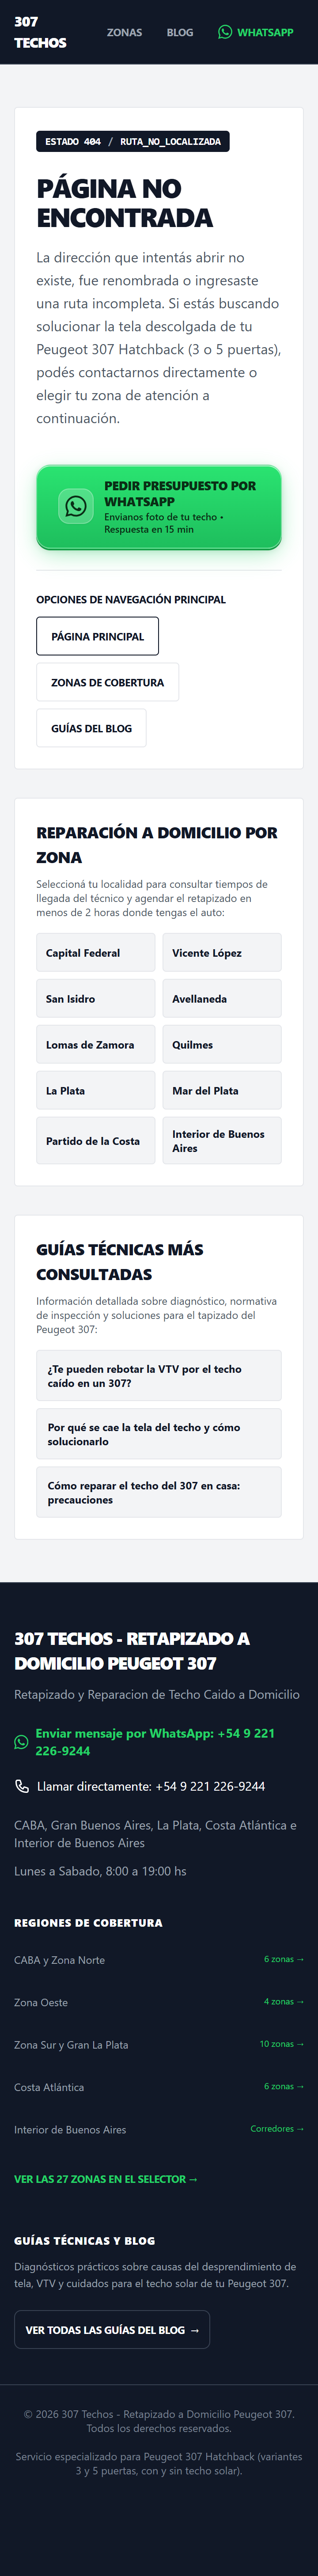 307
TECHOS
ZONAS
BLOG
WHATSAPP
ESTADO 404 / RUTA_NO_LOCALIZADA
PÁGINA NO
ENCONTRADA
La dirección que intentás abrir no
existe, fue renombrada o ingresaste
una ruta incompleta. Si estás buscando
solucionar la tela descolgada de tu
Peugeot 307 Hatchback (3 o 5 puertas),
podés contactarnos directamente o
elegir tu zona de atención a
continuación.
PEDIR PRESUPUESTO POR
WHATSAPP
Envianos foto de tu techo •
Respuesta en 15 min
OPCIONES DE NAVEGACIÓN PRINCIPAL
PÁGINA PRINCIPAL
ZONAS DE COBERTURA
GUÍAS DEL BLOG
REPARACIÓN A DOMICILIO POR
ZONA
Seleccioná tu localidad para consultar tiempos de
llegada del técnico y agendar el retapizado en
menos de 2 horas donde tengas el auto:
Capital Federal
Vicente López
San Isidro
Avellaneda
Lomas de Zamora
Quilmes
La Plata
Mar del Plata
Partido de la Costa
Interior de Buenos
Aires
GUÍAS TÉCNICAS MÁS
CONSULTADAS
Información detallada sobre diagnóstico, normativa
de inspección y soluciones para el tapizado del
Peugeot 307:
¿Te pueden rebotar la VTV por el techo
caído en un 307?
Por qué se cae la tela del techo y cómo
solucionarlo
Cómo reparar el techo del 307 en casa:
precauciones
307 TECHOS - RETAPIZADO A
DOMICILIO PEUGEOT 307
Retapizado y Reparacion de Techo Caido a Domicilio
Enviar mensaje por WhatsApp: +54 9 221
226-9244
Llamar directamente: +54 9 221 226-9244
CABA, Gran Buenos Aires, La Plata, Costa Atlántica e
Interior de Buenos Aires
Lunes a Sabado, 8:00 a 19:00 hs
REGIONES DE COBERTURA
CABA y Zona Norte
6 zonas →
Zona Oeste
4 zonas →
Zona Sur y Gran La Plata
10 zonas →
Costa Atlántica
6 zonas →
Interior de Buenos Aires
Corredores →
VER LAS 27 ZONAS EN EL SELECTOR →
GUÍAS TÉCNICAS Y BLOG
Diagnósticos prácticos sobre causas del desprendimiento de
tela, VTV y cuidados para el techo solar de tu Peugeot 307.
VER TODAS LAS GUÍAS DEL BLOG →
© 2026 307 Techos - Retapizado a Domicilio Peugeot 307.
Todos los derechos reservados.
Servicio especializado para Peugeot 307 Hatchback (variantes
3 y 5 puertas, con y sin techo solar).